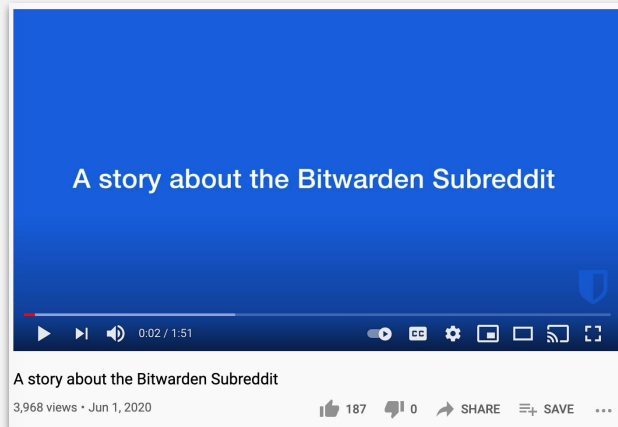 A story about the Bitwarden Subreddit
0:02 / 1:51
CC
A story about the Bitwarden Subreddit
3,968 views • Jun 1, 2020 187 0 SHARE SAVE